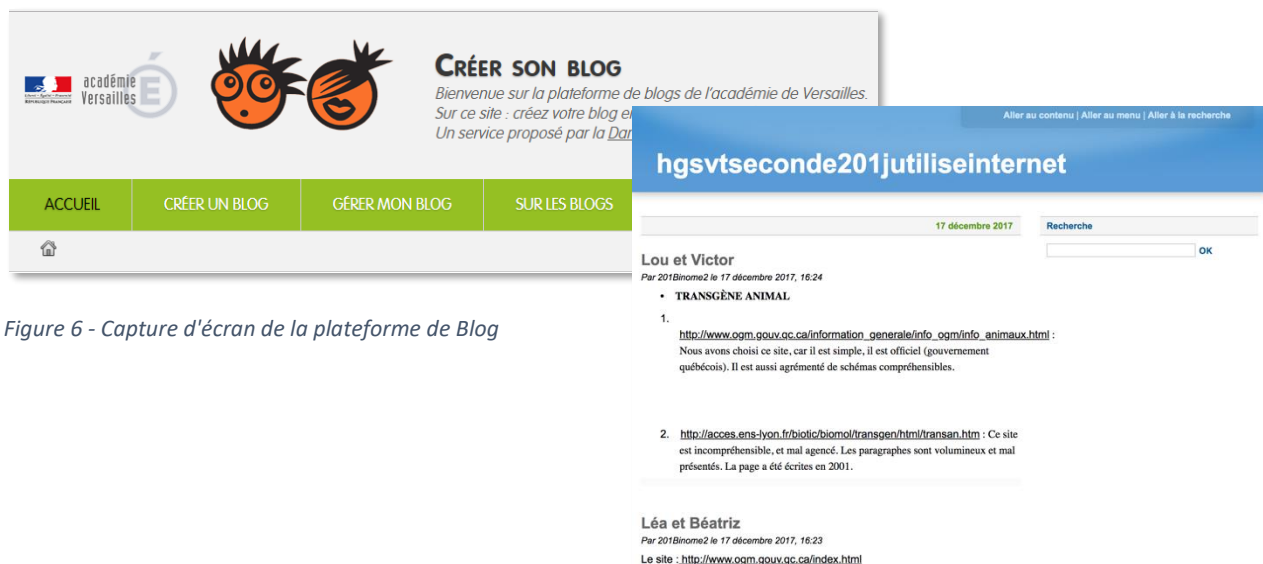 académie
Versailles
CRÉER SON BLOG
Bienvenue sur la plateforme de blogs de l'académie de Versailles.
Sur ce site : créez votre blog e
Un service proposé par la Da
ACCUEIL
CRÉER UN BLOG
GÉRER MON BLOG
SUR LES BLOGS
Figure 6 - Capture d'écran de la plateforme de Blog
Aller au contenu | Aller au menu | Aller à la recherche
hgsvtseconde201jutiliseinternet
17 décembre 2017
Recherche
OK
Lou et Victor
Par 201Binome2 le 17 décembre 2017, 16:24
• TRANSGÈNE ANIMAL
1.
http://www.ogm.gouv.qc.ca/information_generale/info_ogm/info_animaux.html :
Nous avons choisi ce site, car il est simple, il est officiel (gouvernement
québécois). Il est aussi agrémenté de schémas compréhensibles.
2. http://acces.ens-lyon.fr/biotic/biomol/transgen/html/transan.htm : Ce site
est incompréhensible, et mal agencé. Les paragraphes sont volumineux et mal
présentés. La page a été écrites en 2001.
Léa et Béatriz
Par 201Binome2 le 17 décembre 2017, 16:23
Le site : http://www.ogm.gouv.qc.ca/index.html